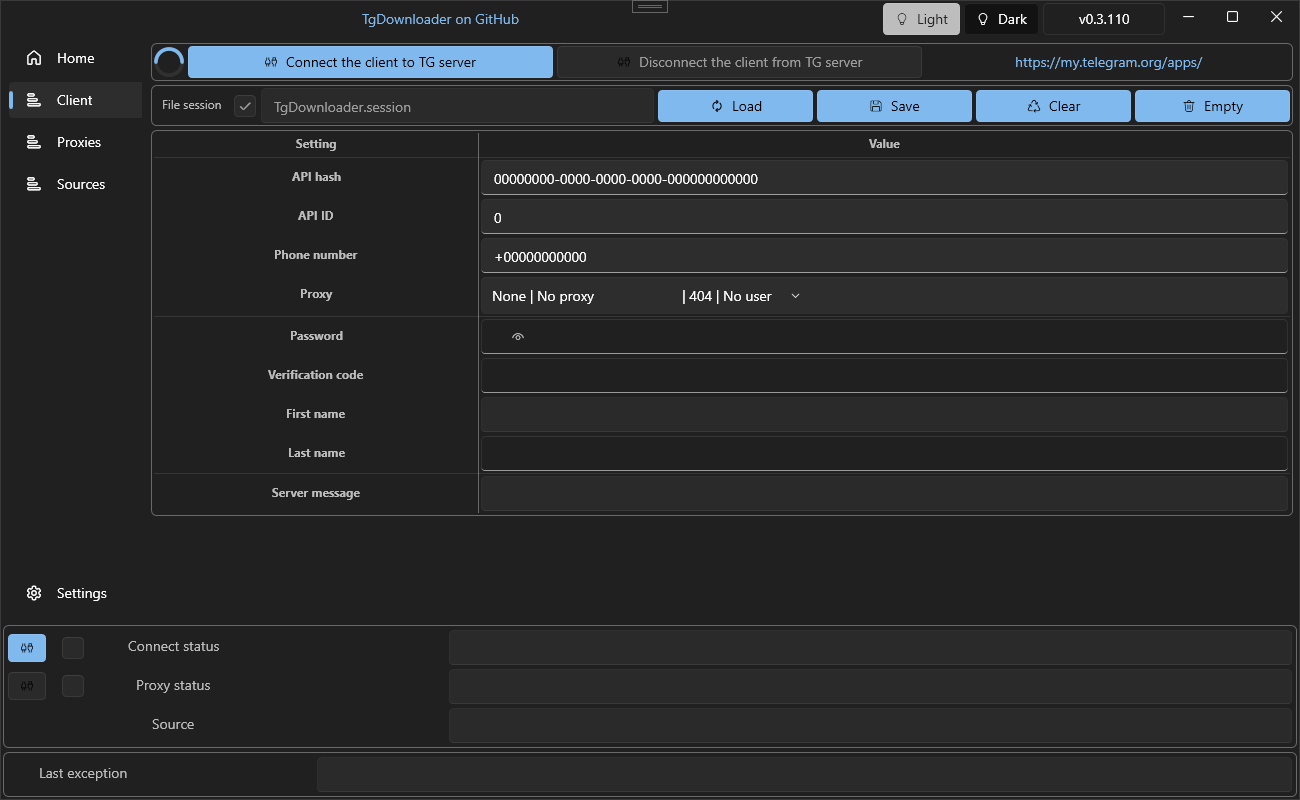 TgDownloader on GitHub
Light
Dark
v0.3.110
Home
Client
Proxies
Sources
Connect the client to TG server
Disconnect the client from TG server
https://my.telegram.org/apps/
File session
TgDownloader.session
Load
Save
Clear
Empty
Setting
Value
API hash
00000000-0000-0000-0000-000000000000
API ID
0
Phone number
+00000000000
Proxy
None | No proxy | 404 | No user
Password
Verification code
First name
Last name
Server message
Settings
Connect status
Proxy status
Source
Last exception